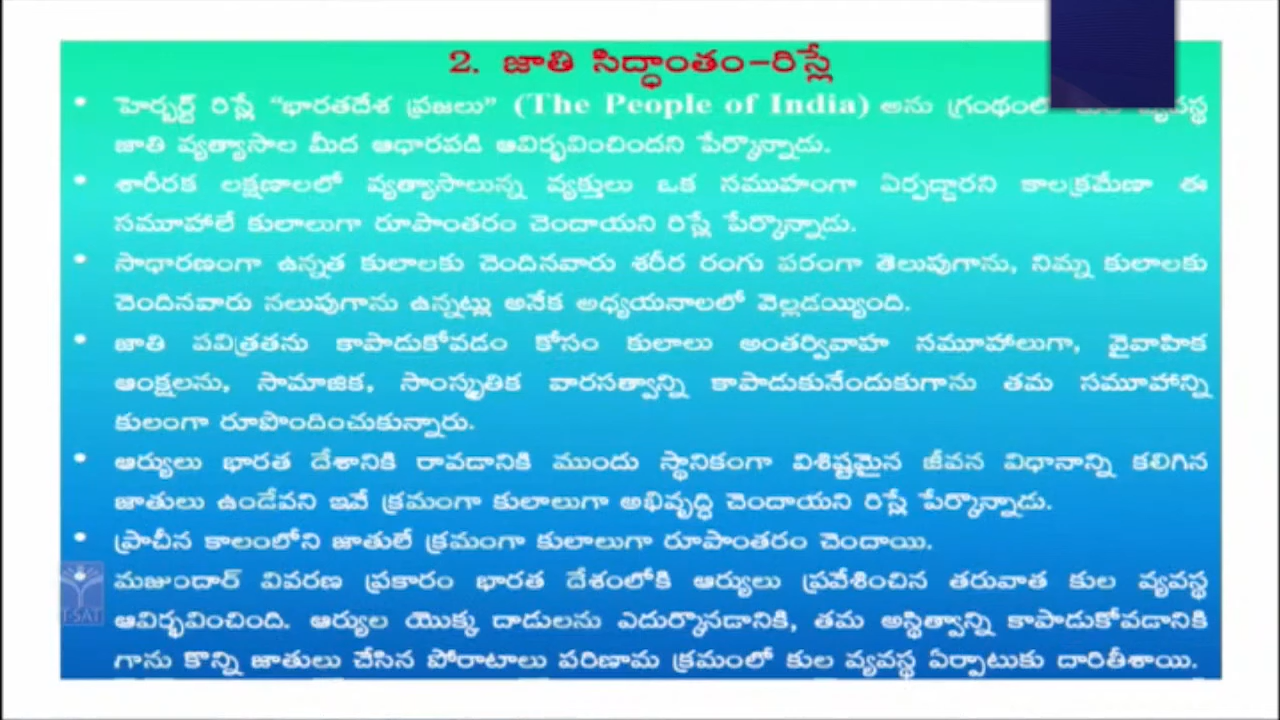 2. జాతి సిద్ధాంతం-రిస్లే
• హెర్బర్ట్ రిస్లే "భారతదేశ ప్రజలు" (The People of India) అను గ్రంథంలో వ్యవస్థ
జాతి వ్యత్యాసాల మీద ఆధారపడి ఆవిర్భవించిందని పేర్కొన్నాడు.
• శారీరక లక్షణాలలో వ్యత్యాసాలున్న వ్యక్తులు ఒక సముహంగా ఏర్పడ్డారని కాలక్రమేణా ఈ
సమూహాలే కులాలుగా రూపాంతరం చెందాయని రిస్లే పేర్కొన్నాడు.
• సాధారణంగా ఉన్నత కులాలకు చెందినవారు శరీర రంగు పరంగా తెలుపుగాను, నిమ్న కులాలకు
చెందినవారు నలుపుగాను ఉన్నట్లు అనేక అధ్యయనాలలో వెల్లడయ్యింది.
• జాతి పవిత్రతను కాపాడుకోవడం కోసం కులాలు అంతర్వివాహ సమూహాలుగా, వైవాహిక
ఆంక్షలను, సామాజిక, సాంస్కృతిక వారసత్వాన్ని కాపాడుకునేందుకుగాను తమ సమూహాన్ని
కులంగా రూపొందించుకున్నారు.
• ఆర్యులు భారత దేశానికి రావడానికి ముందు స్థానికంగా విశిష్టమైన జీవన విధానాన్ని కలిగిన
జాతులు ఉండేవని ఇవే క్రమంగా కులాలుగా అభివృద్ధి చెందాయని రిస్లే పేర్కొన్నాడు.
• ప్రాచీన కాలంలోని జాతులే క్రమంగా కులాలుగా రూపాంతరం చెందాయి.
మజుందార్ వివరణ ప్రకారం భారత దేశంలోకి ఆర్యులు ప్రవేశించిన తరువాత కుల వ్యవస్థ
ఆవిర్భవించింది. ఆర్యుల యొక్క దాడులను ఎదుర్కొనడానికి, తమ అస్థిత్వాన్ని కాపాడుకోవడానికి
గాను కొన్ని జాతులు చేసిన పోరాటాలు పరిణామ క్రమంలో కుల వ్యవస్థ ఏర్పాటుకు దారితీశాయి.
T-SAT